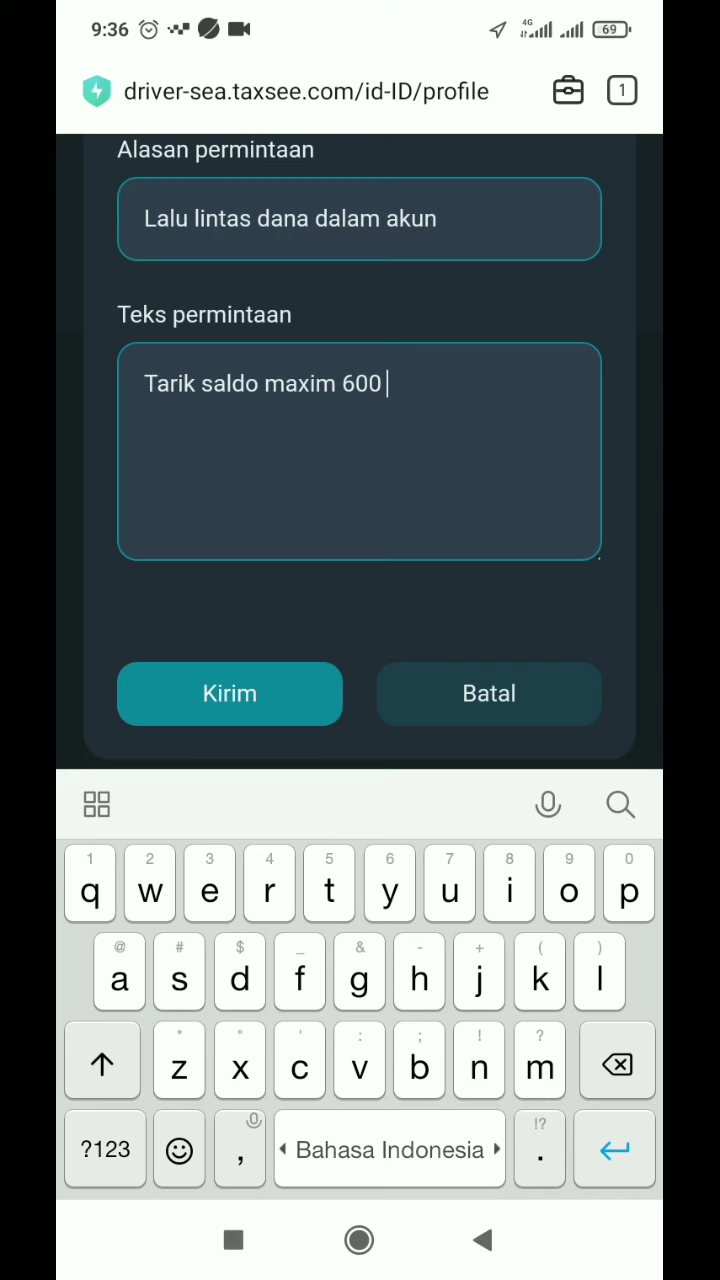 9:36
4G
69
driver-sea.taxsee.com/id-ID/profile
1
Alasan permintaan
Lalu lintas dana dalam akun
Teks permintaan
Tarik saldo maxim 600
Kirim
Batal
1 2 3 4 5 6 7 8 9 0
q w e r t y u i o p
@ # $ _ & - + ( )
a s d f g h j k l
* " ' : ; ! ?
z x c v b n m
!?
?123 , Bahasa Indonesia .